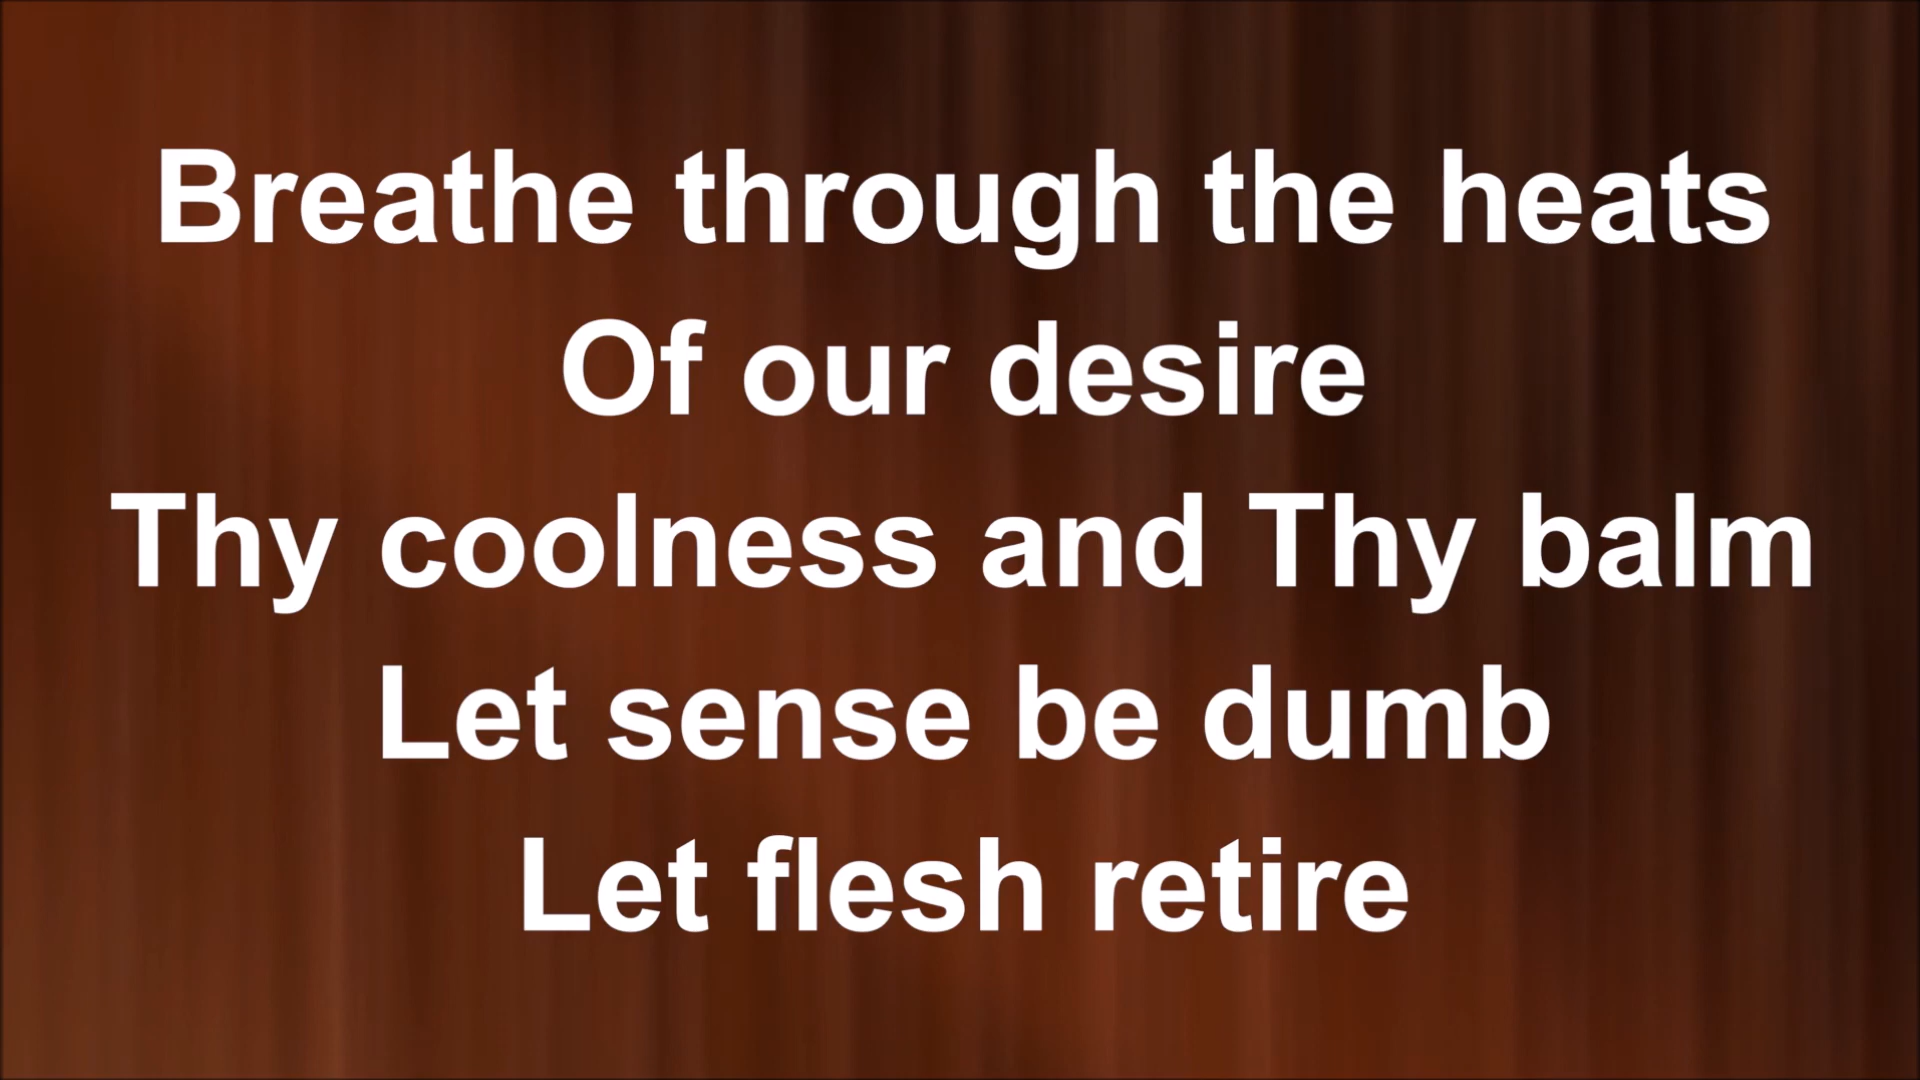 Breathe through the heats
Of our desire
Thy coolness and Thy balm
Let sense be dumb
Let flesh retire